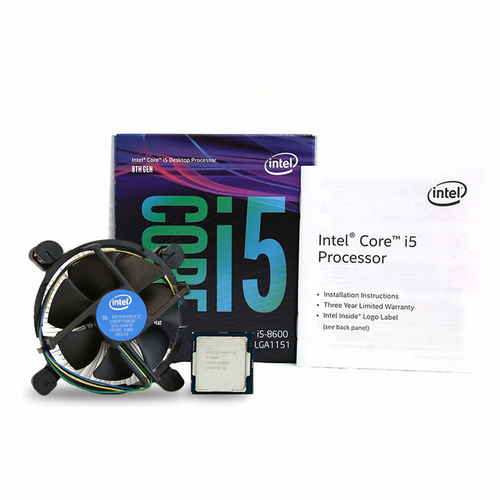 Intel® Core™ i5 Desktop Processor
8TH GEN
intel
CORE i5
i5-8600
LGA1151
intel
Intel® Core™ i5
Processor
• Installation Instructions
• Three Year Limited Warranty
• Intel Inside® Logo Label
(see back panel)
intel